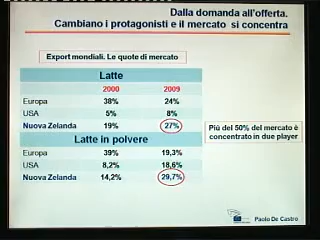 Dalla domanda all'offerta.
Cambiano i protagonisti e il mercato si concentra
Export mondiali. Le quote di mercato
Latte
2000 2009
Europa 38% 24%
USA 5% 8%
Nuova Zelanda 19% 27%
Più del 50% del mercato è
concentrato in due player
Latte in polvere
Europa 39% 19,3%
USA 8,2% 18,6%
Nuova Zelanda 14,2% 29,7%
Paolo De Castro